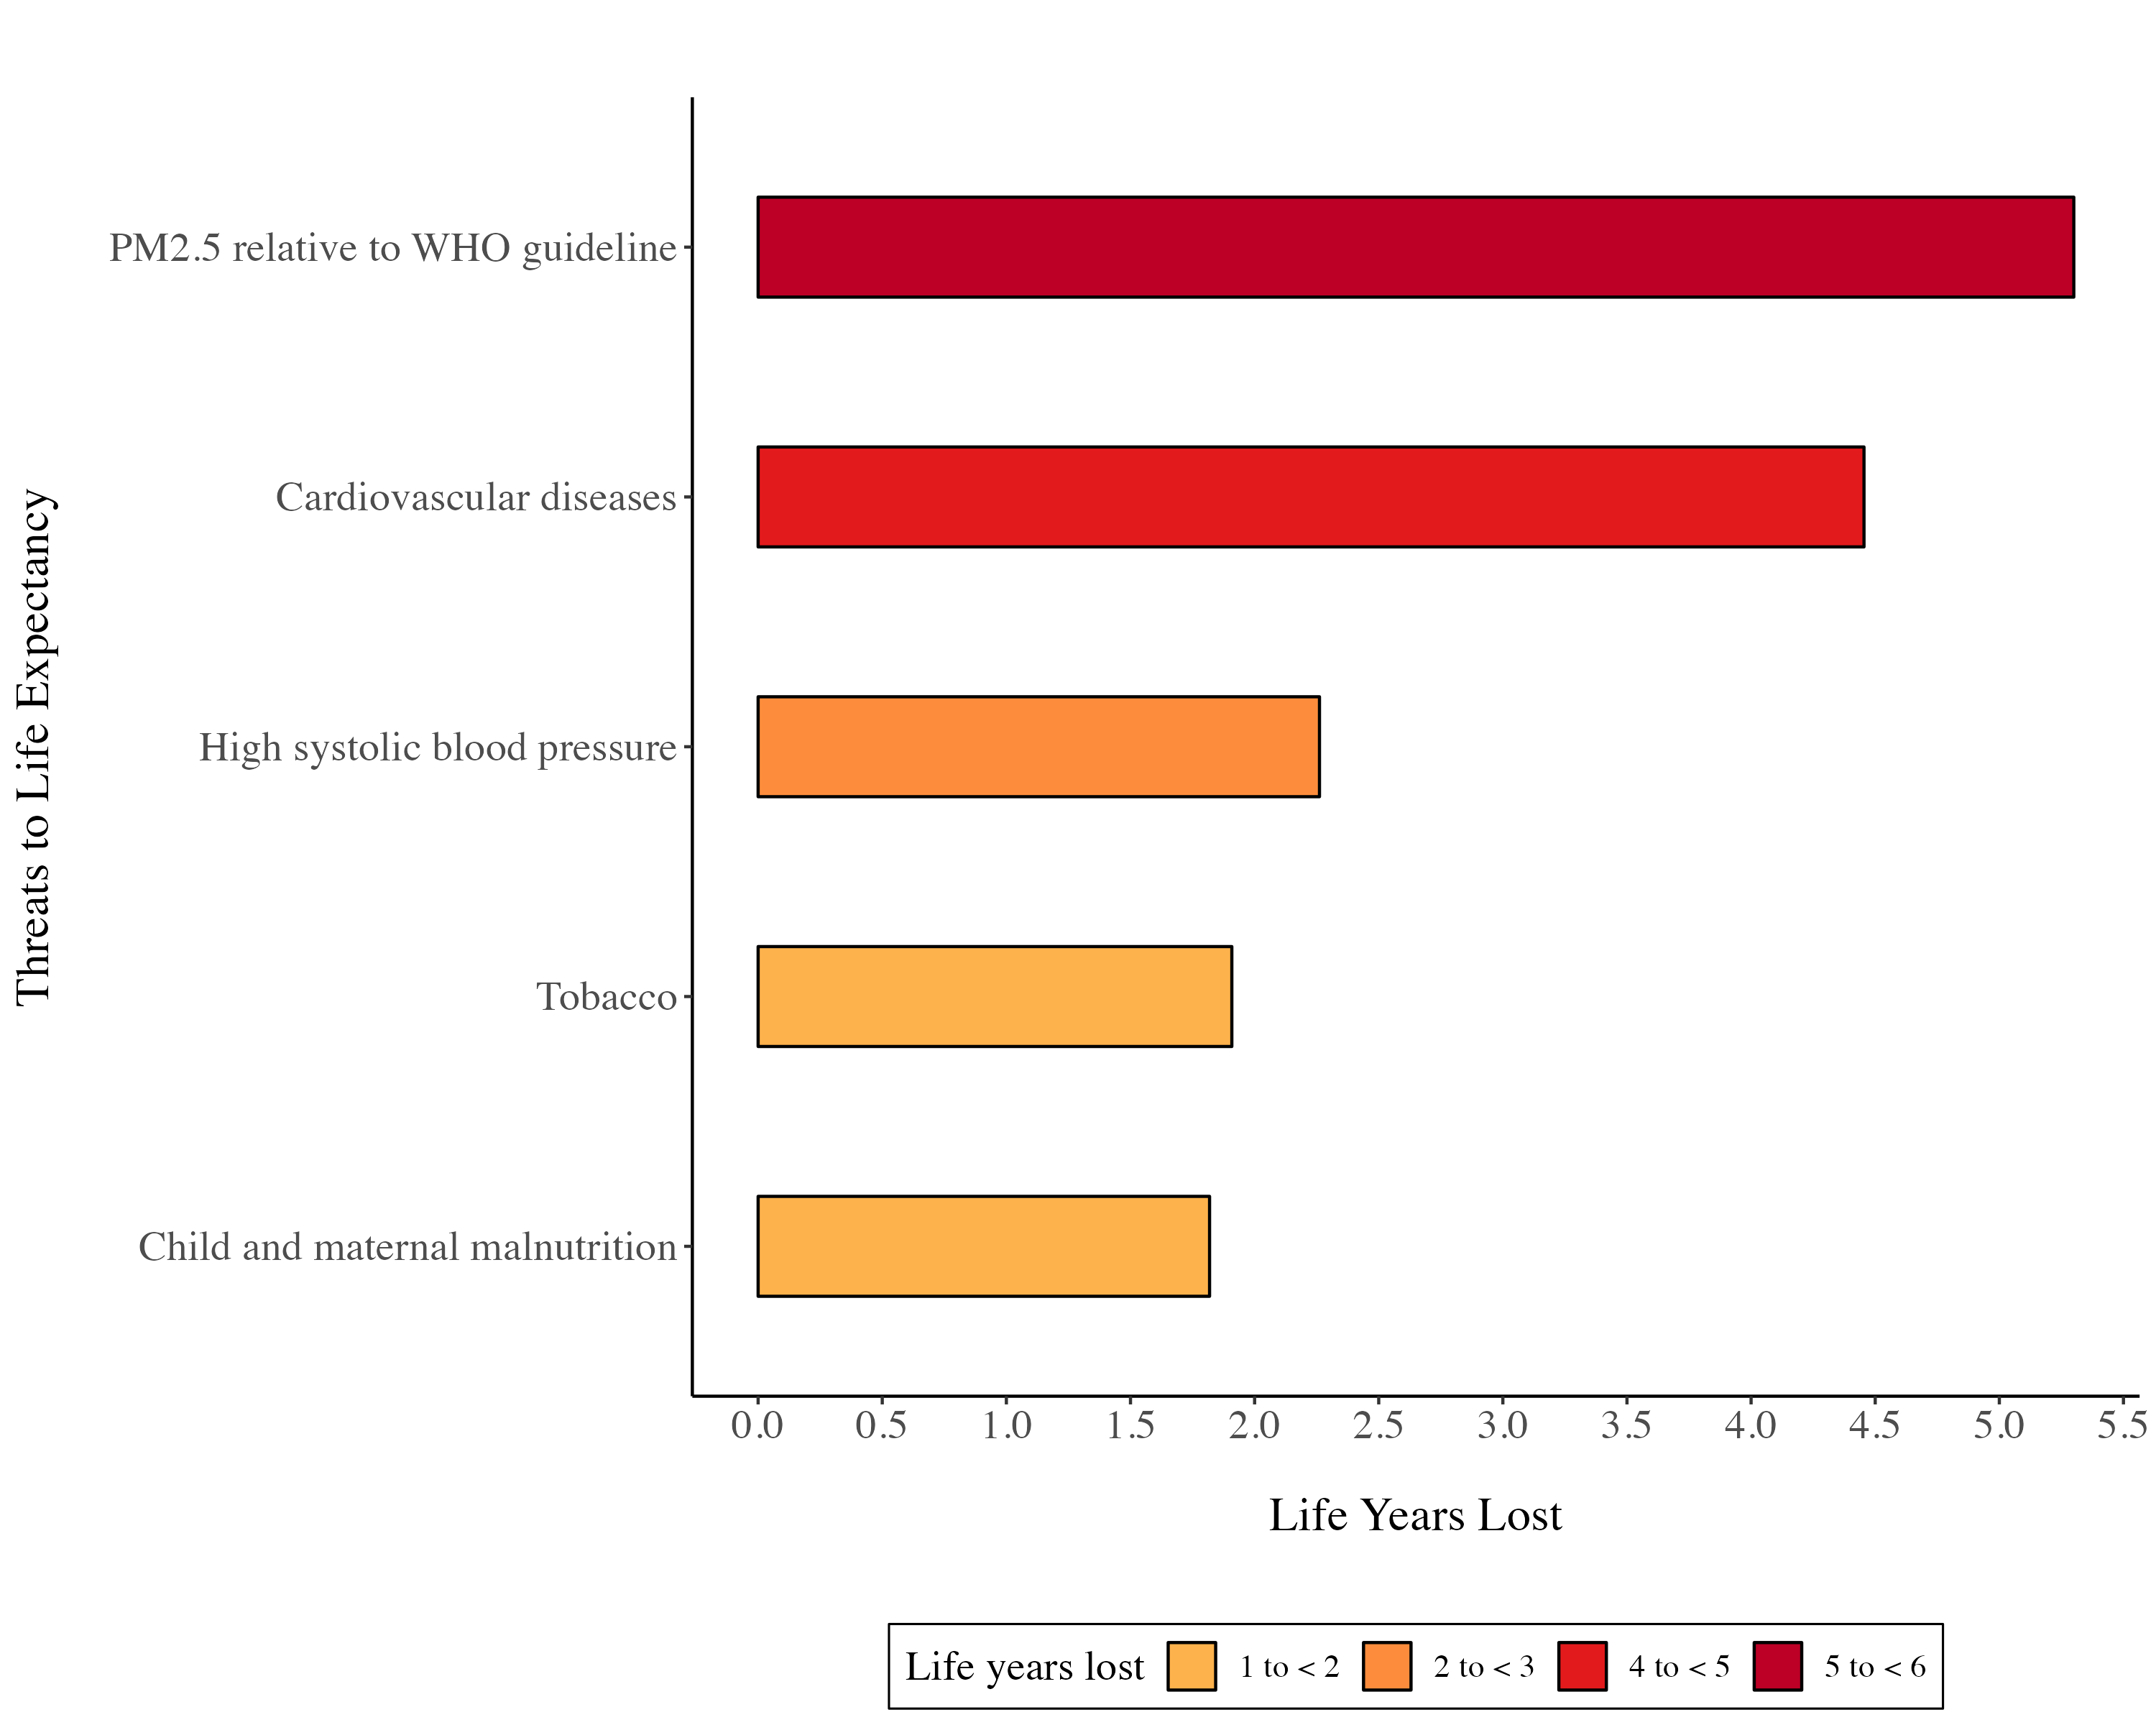 Threats to Life Expectancy
PM2.5 relative to WHO guideline
Cardiovascular diseases
High systolic blood pressure
Tobacco
Child and maternal malnutrition
0.0 0.5 1.0 1.5 2.0 2.5 3.0 3.5 4.0 4.5 5.0 5.5
Life Years Lost
Life years lost 1 to < 2 2 to < 3 4 to < 5 5 to < 6